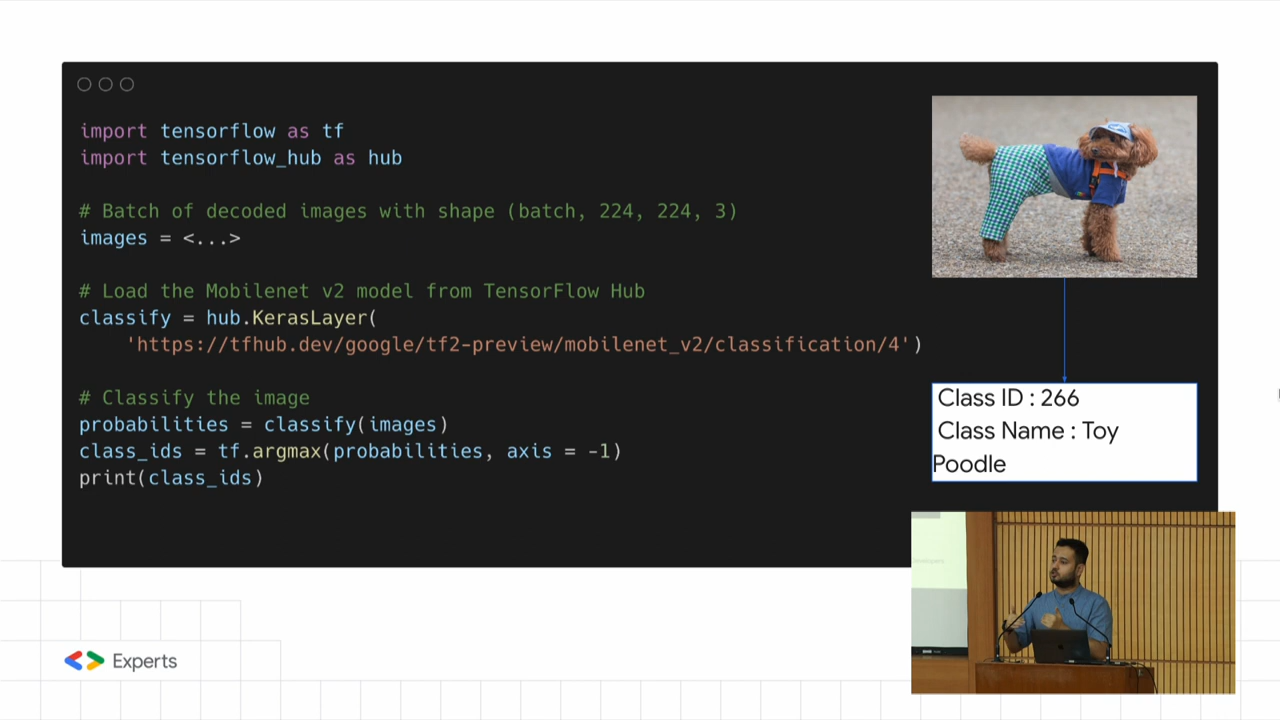 import tensorflow as tf
import tensorflow_hub as hub
# Batch of decoded images with shape (batch, 224, 224, 3)
images = <...>
# Load the Mobilenet v2 model from TensorFlow Hub
classify = hub.KerasLayer(
'https://tfhub.dev/google/tf2-preview/mobilenet_v2/classification/4')
# Classify the image
probabilities = classify(images)
class_ids = tf.argmax(probabilities, axis = -1)
print(class_ids)
Class ID : 266
Class Name : Toy
Poodle
Experts